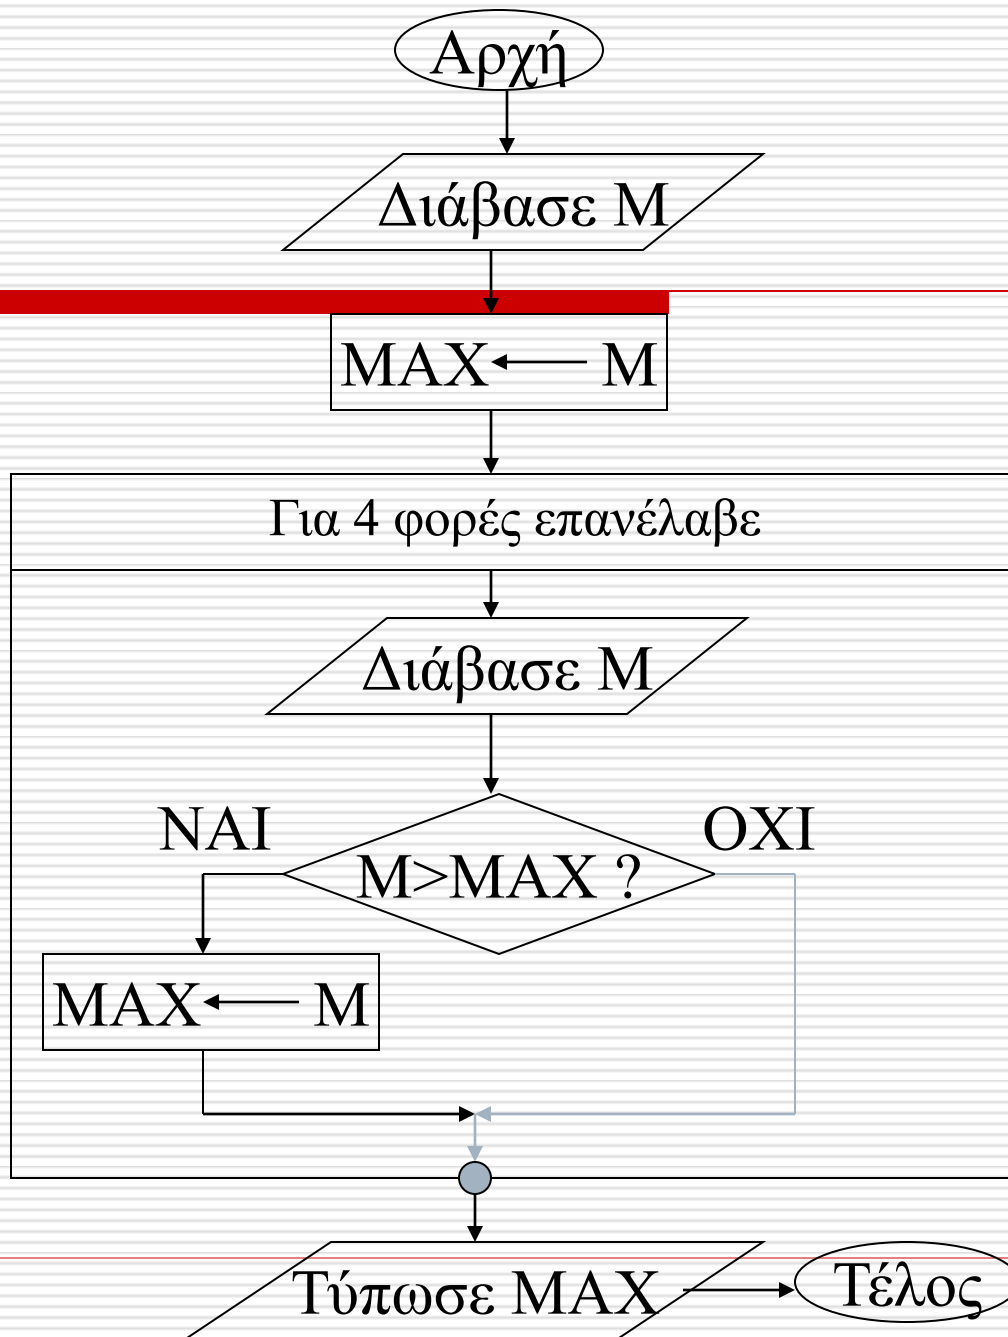 Αρχή
Διάβασε Μ
ΜΑΧ Μ
Για 4 φορές επανέλαβε
Διάβασε Μ
ΝΑΙ ΟΧΙ
Μ>ΜΑΧ ?
ΜΑΧ Μ
Τύπωσε ΜΑΧ Τέλος